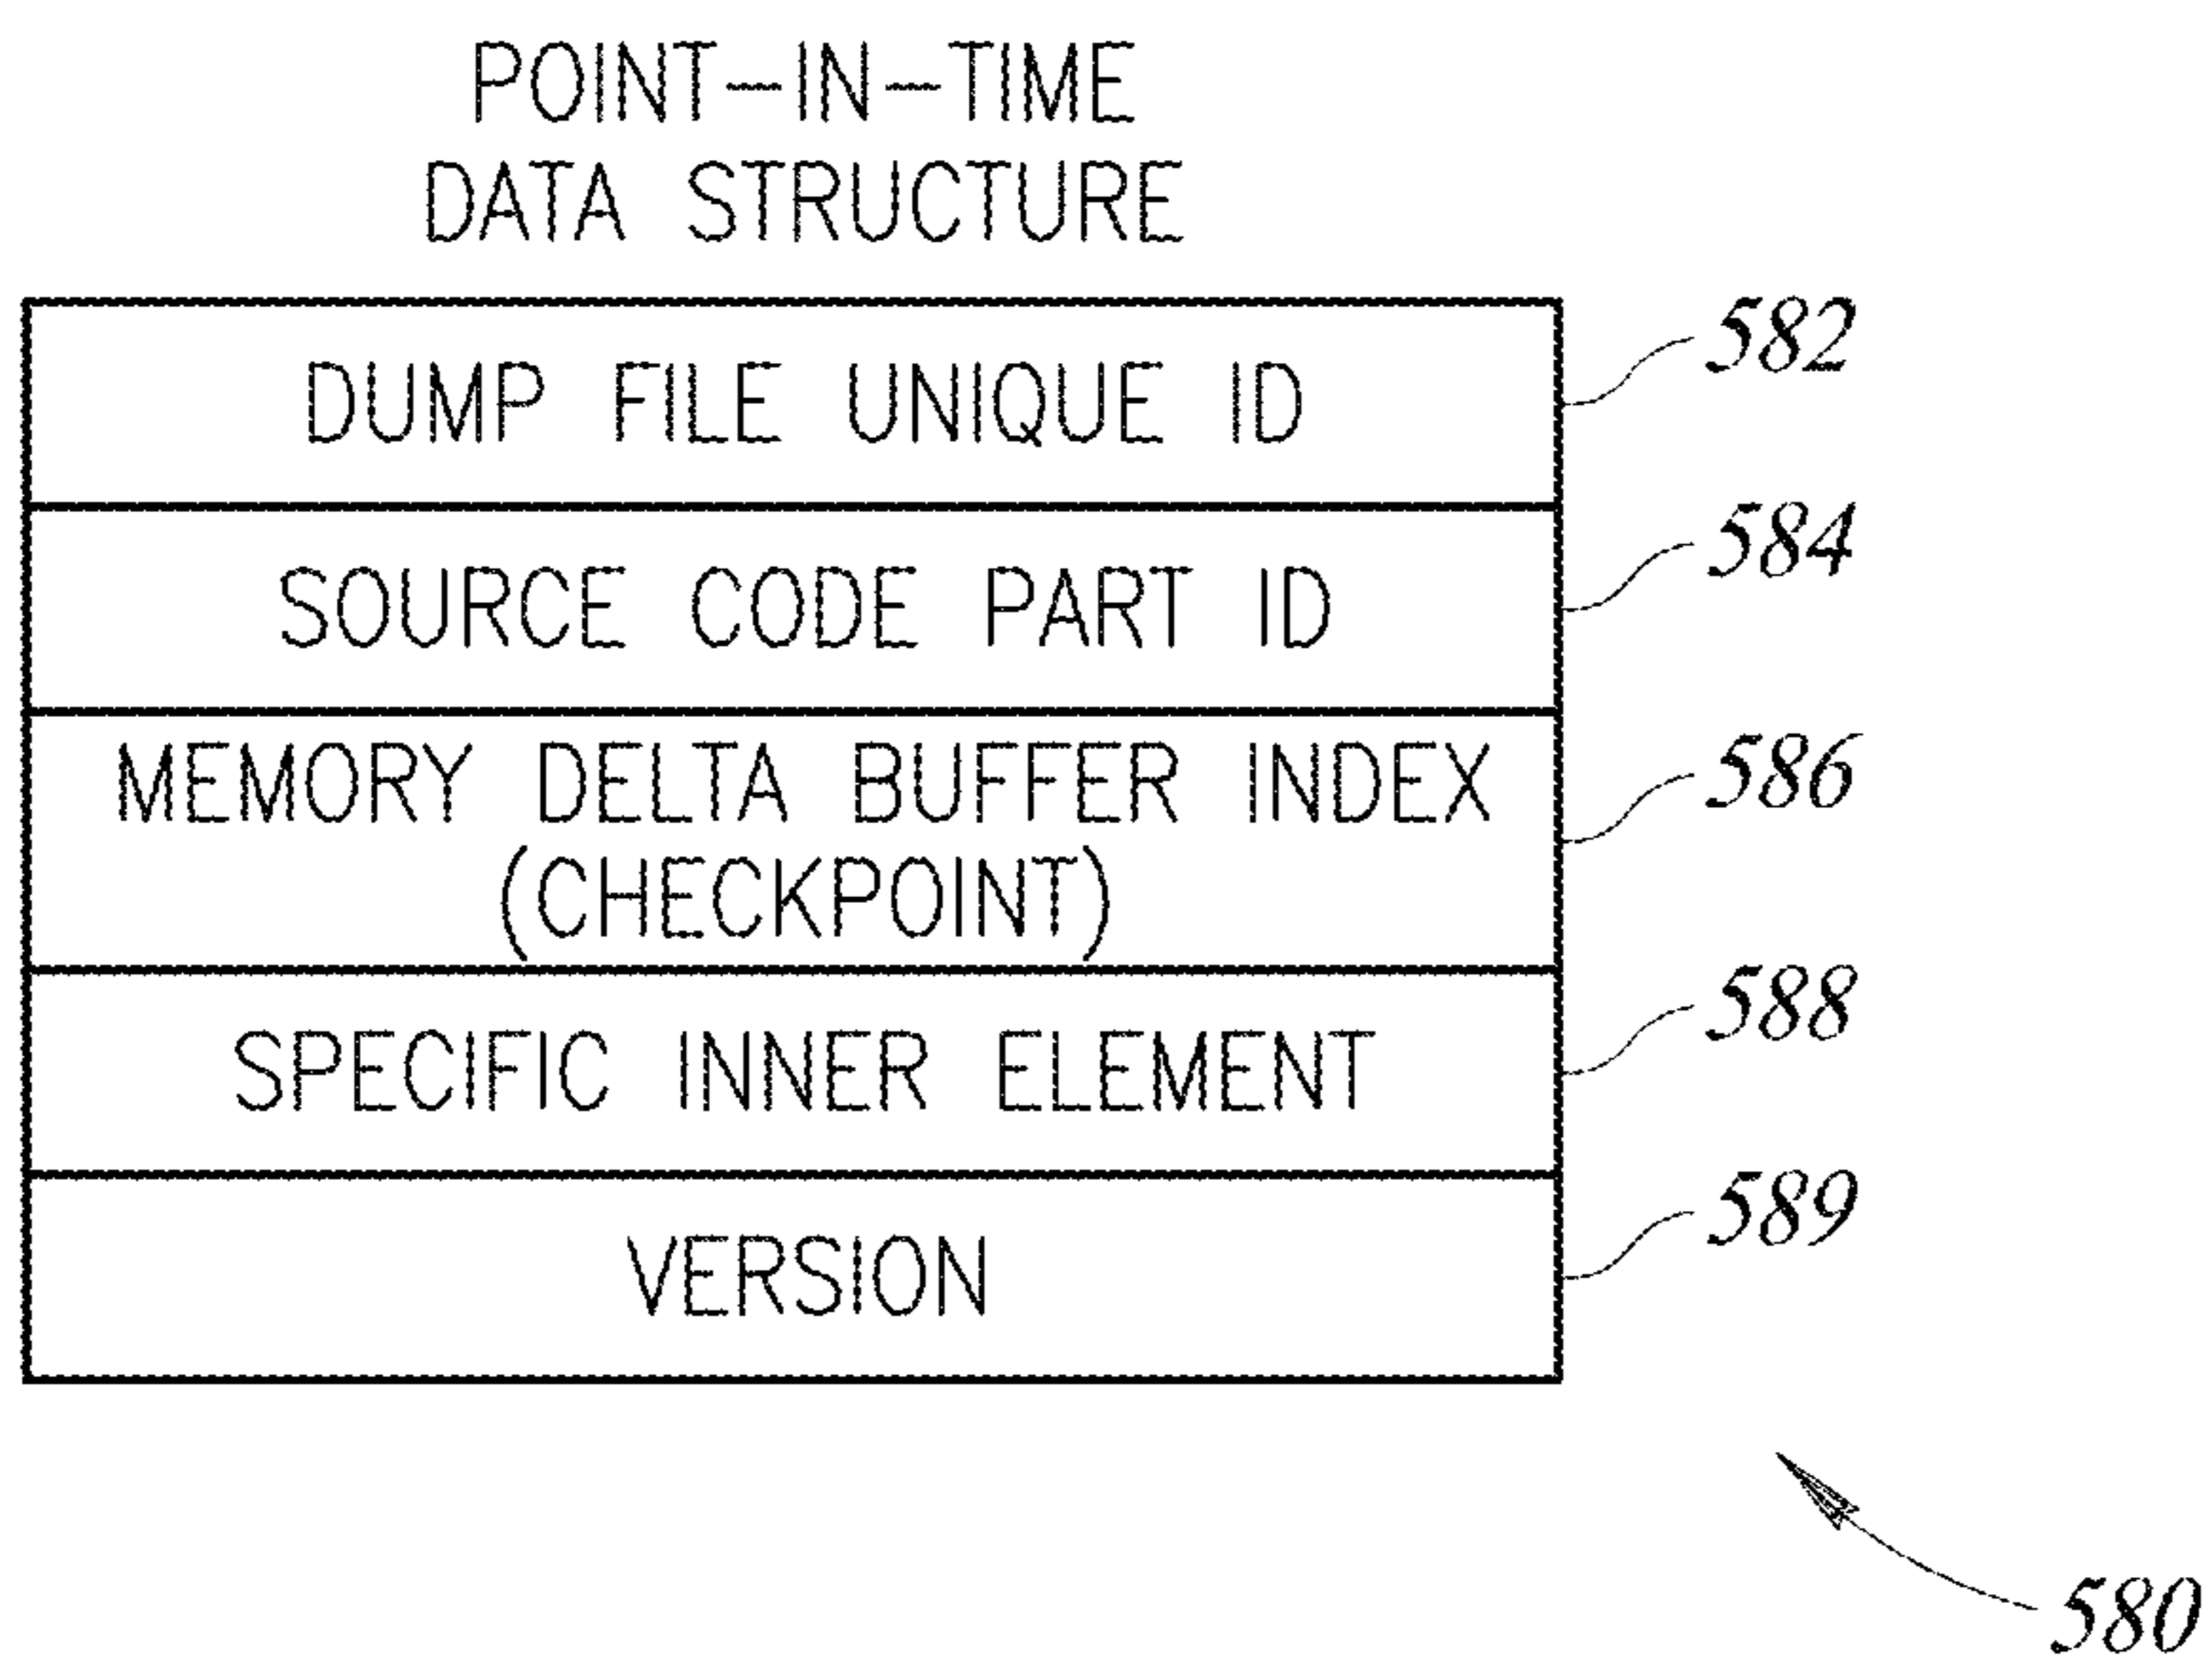 POINT-IN-TIME
DATA STRUCTURE
DUMP FILE UNIQUE ID
582
SOURCE CODE PART ID
584
MEMORY DELTA BUFFER INDEX
(CHECKPOINT)
586
SPECIFIC INNER ELEMENT
588
VERSION
589
580